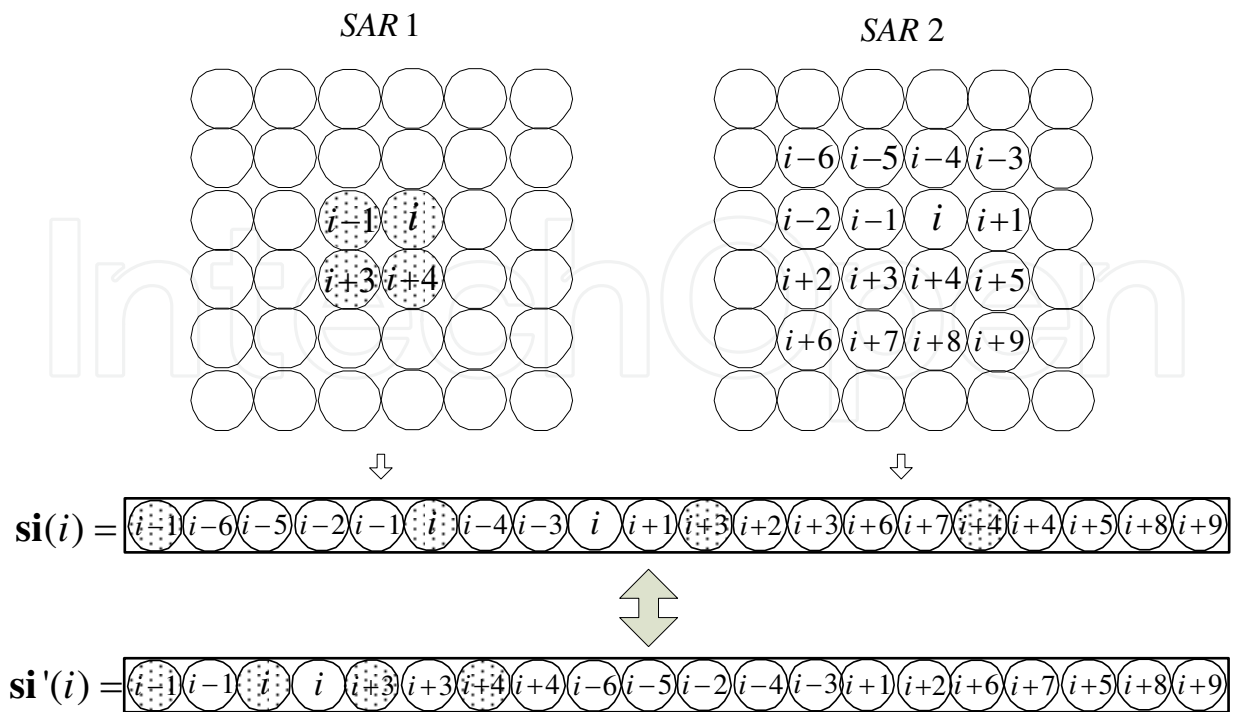 SAR 1 SAR 2
i−6 i−5 i−4 i−3
i−1 i i−2 i−1 i i+1
i+3 i+4 i+2 i+3 i+4 i+5
i+6 i+7 i+8 i+9
IntechOpen
si(i) = i−1 i−6 i−5 i−2 i−1 i i−4 i−3 i i+1 i+3 i+2 i+3 i+6 i+7 i+4 i+4 i+5 i+8 i+9
si'(i) = i−1 i−1 i i i+3 i+3 i+4 i+4 i−6 i−5 i−2 i−4 i−3 i+1 i+2 i+6 i+7 i+5 i+8 i+9